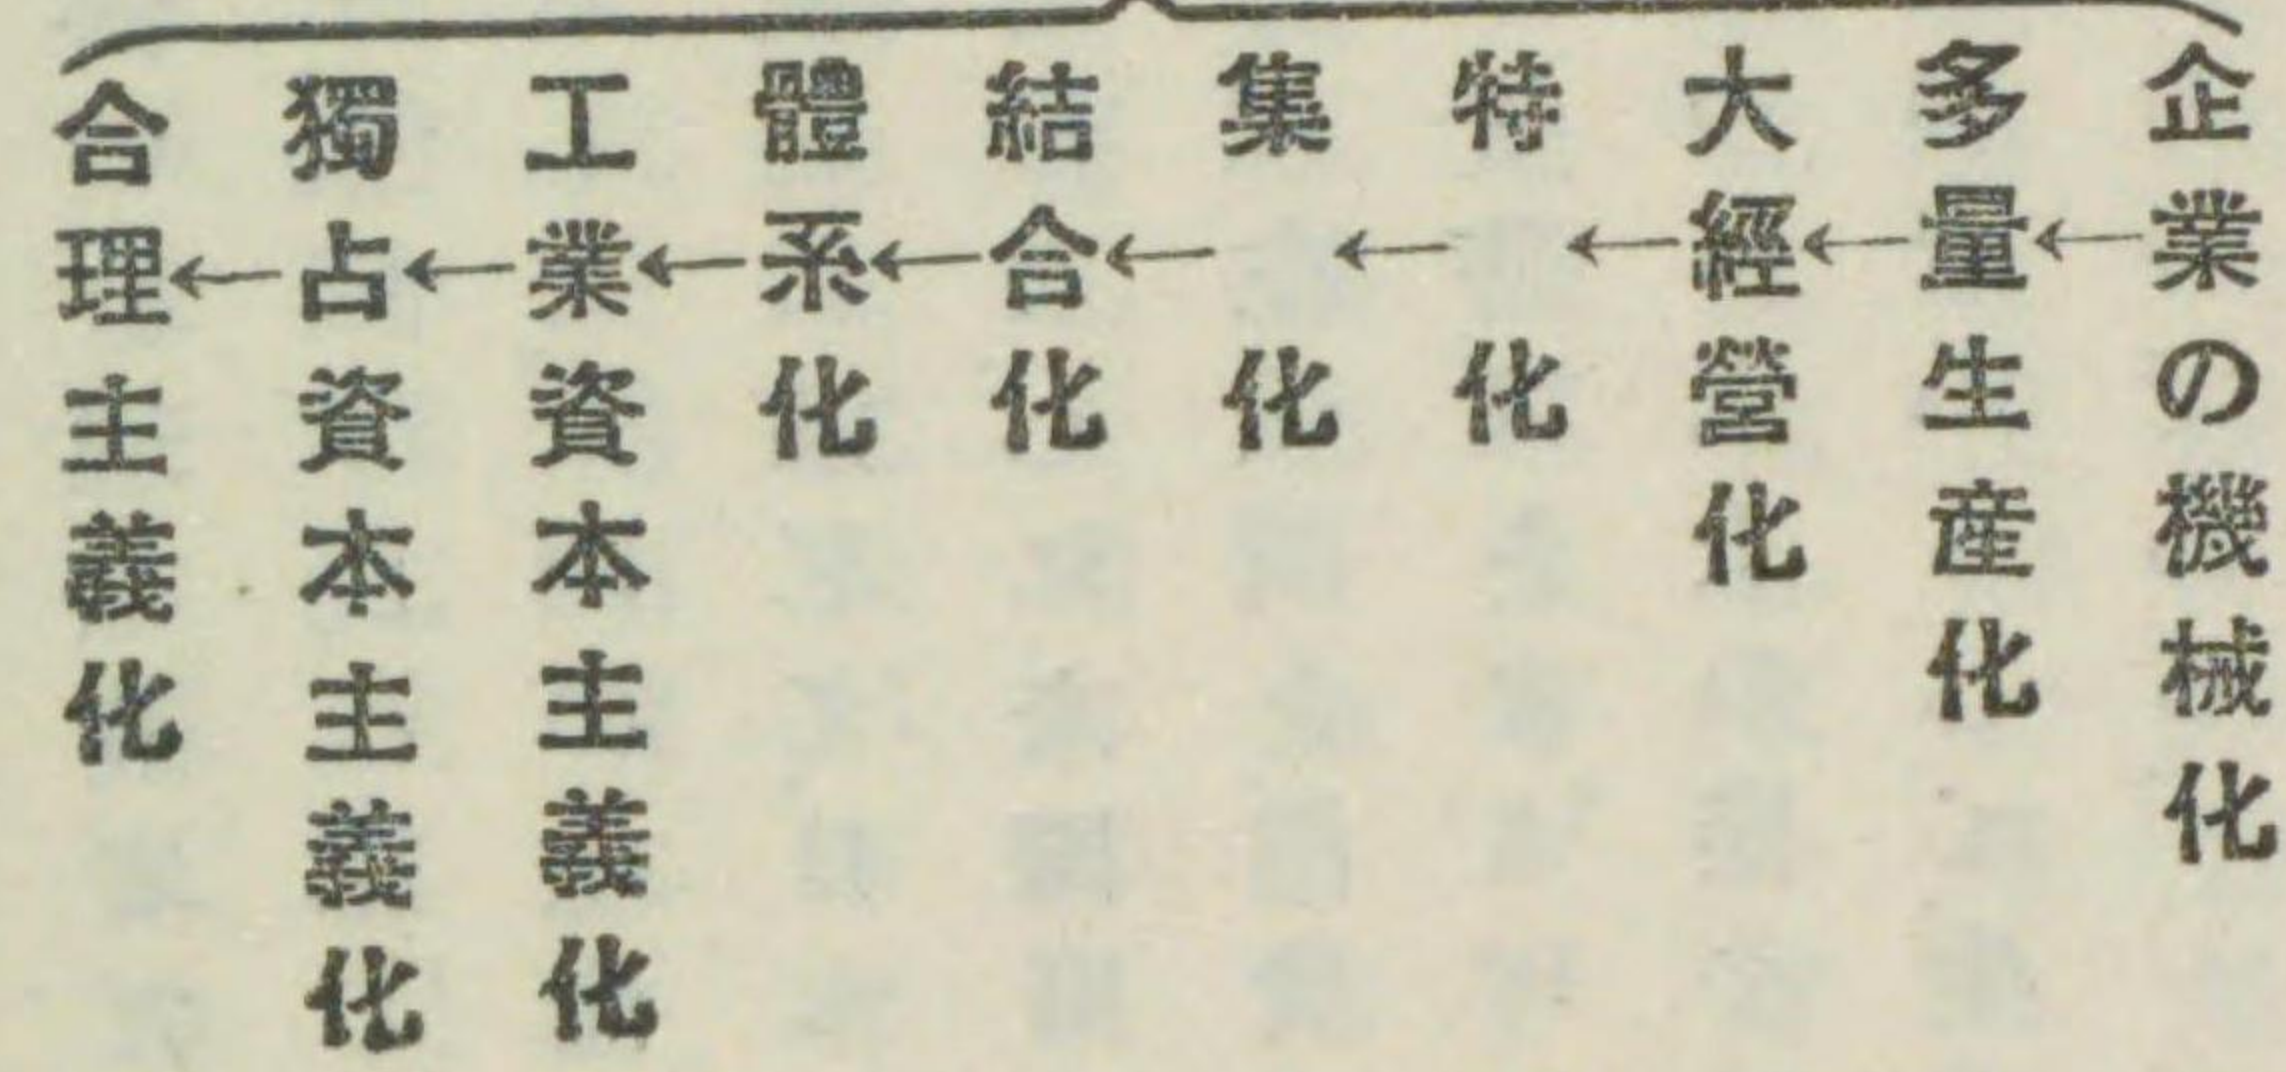 企業の機械化
多量生産化
大經營化
特化
集化
結合化
體系化
工業資本主義化
獨占資本主義化
合理主義化